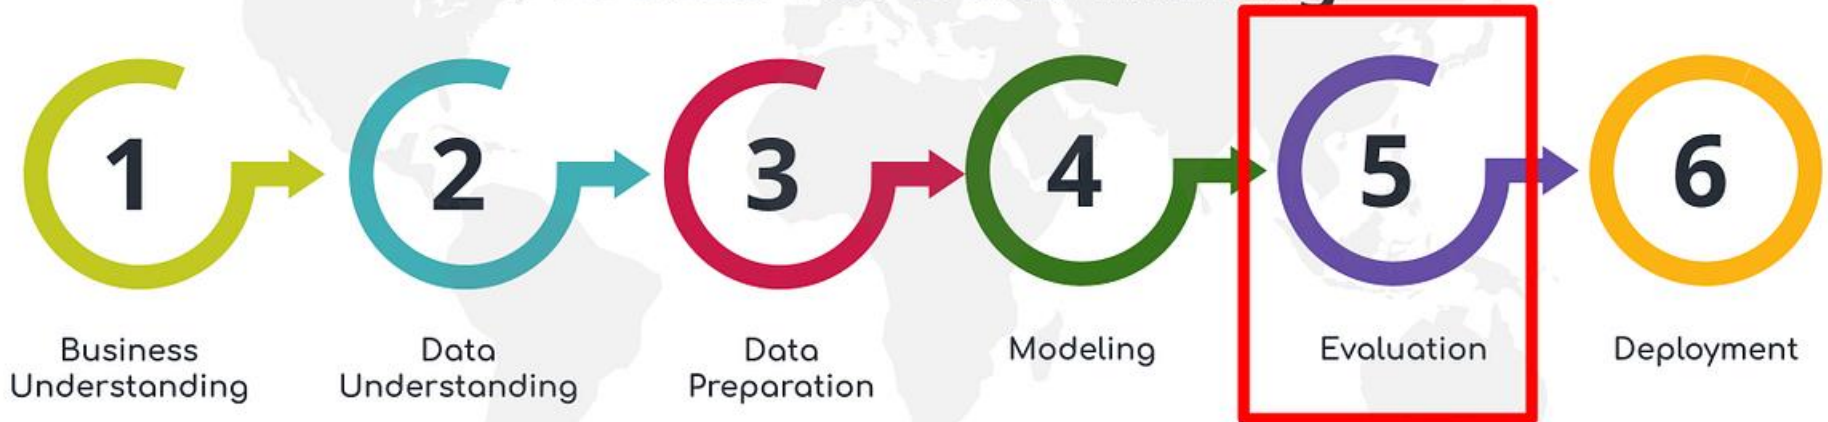 1
2
3
4
5
6
Business
Understanding
Data
Understanding
Data
Preparation
Modeling
Evaluation
Deployment